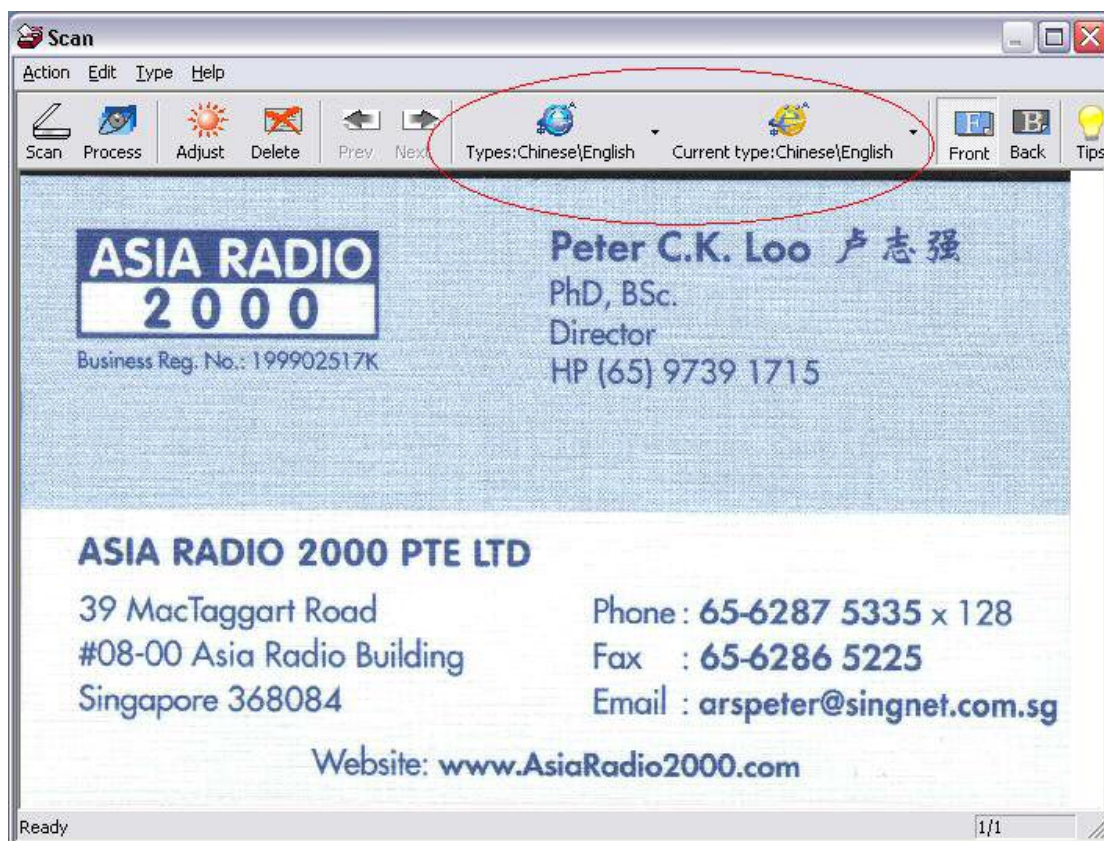 Scan
Action Edit Type Help
Scan Process Adjust Delete Prev Next Types:Chinese\English Current type:Chinese\English Front Back Tips
ASIA RADIO
2000
Business Reg. No.: 199902517K
Peter C.K. Loo 卢志强
PhD, BSc.
Director
HP (65) 9739 1715
ASIA RADIO 2000 PTE LTD
39 MacTaggart Road
#08-00 Asia Radio Building
Singapore 368084
Phone : 65-6287 5335 x 128
Fax : 65-6286 5225
Email : arspeter@singnet.com.sg
Website: www.AsiaRadio2000.com
Ready 1/1